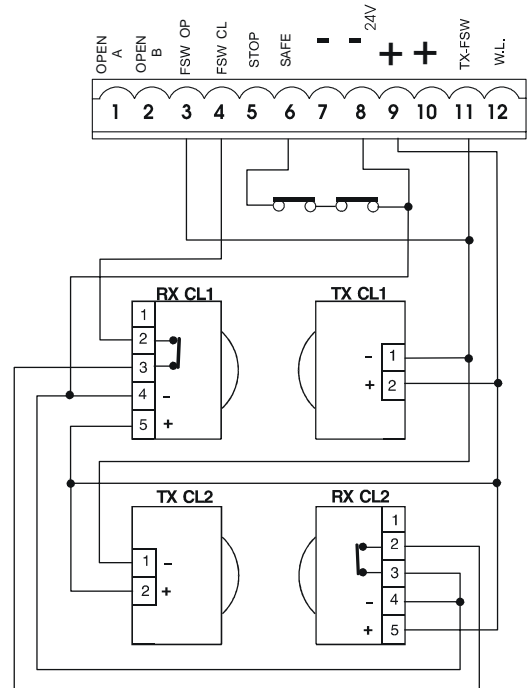 OPEN A
OPEN B
FSW OP
FSW CL
STOP
SAFE
-
-
24V
+
+
TX-FSW
W.L.
1 2 3 4 5 6 7 8 9 10 11 12
RX CL1
1
2
3
4 -
5 +
TX CL1
- 1
+ 2
TX CL2
1 -
2 +
RX CL2
1
2
3
- 4
+ 5